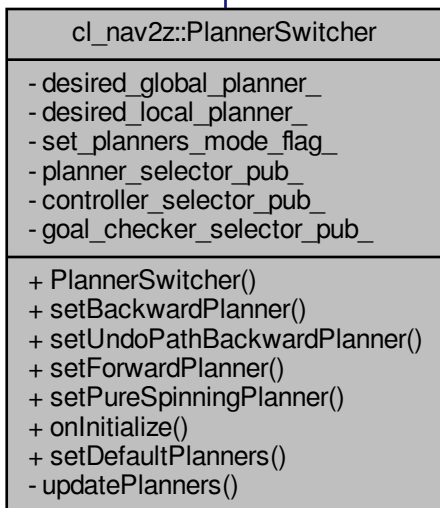 cl_nav2z::PlannerSwitcher
- desired_global_planner_
- desired_local_planner_
- set_planners_mode_flag_
- planner_selector_pub_
- controller_selector_pub_
- goal_checker_selector_pub_
+ PlannerSwitcher()
+ setBackwardPlanner()
+ setUndoPathBackwardPlanner()
+ setForwardPlanner()
+ setPureSpinningPlanner()
+ onInitialize()
+ setDefaultPlanners()
- updatePlanners()